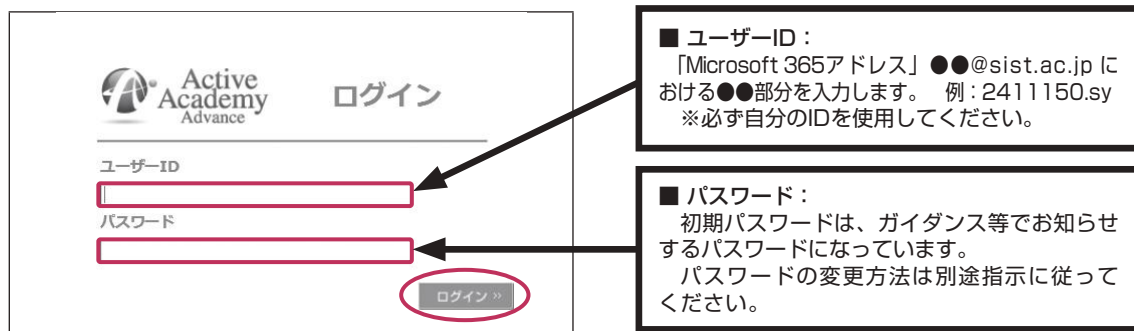 Active
Academy
Advance
ログイン
ユーザーID
パスワード
ログイン »
■ ユーザーID：
「Microsoft 365アドレス」●●@sist.ac.jp に
おける●●部分を入力します。　例：2411150.sy
※必ず自分のIDを使用してください。
■ パスワード：
初期パスワードは、ガイダンス等でお知らせ
するパスワードになっています。
パスワードの変更方法は別途指示に従って
ください。